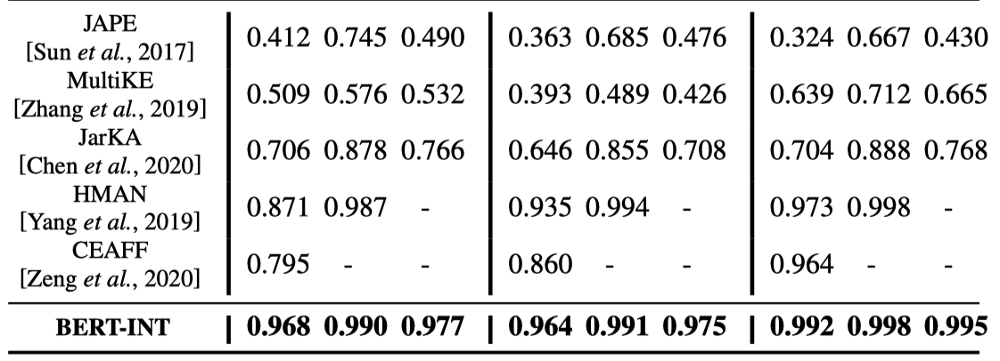 JAPE
[Sun et al., 2017] 0.412 0.745 0.490 0.363 0.685 0.476 0.324 0.667 0.430
MultiKE
[Zhang et al., 2019] 0.509 0.576 0.532 0.393 0.489 0.426 0.639 0.712 0.665
JarKA
[Chen et al., 2020] 0.706 0.878 0.766 0.646 0.855 0.708 0.704 0.888 0.768
HMAN
[Yang et al., 2019] 0.871 0.987 - 0.935 0.994 - 0.973 0.998 -
CEAFF
[Zeng et al., 2020] 0.795 - - 0.860 - - 0.964 - -
BERT-INT 0.968 0.990 0.977 0.964 0.991 0.975 0.992 0.998 0.995